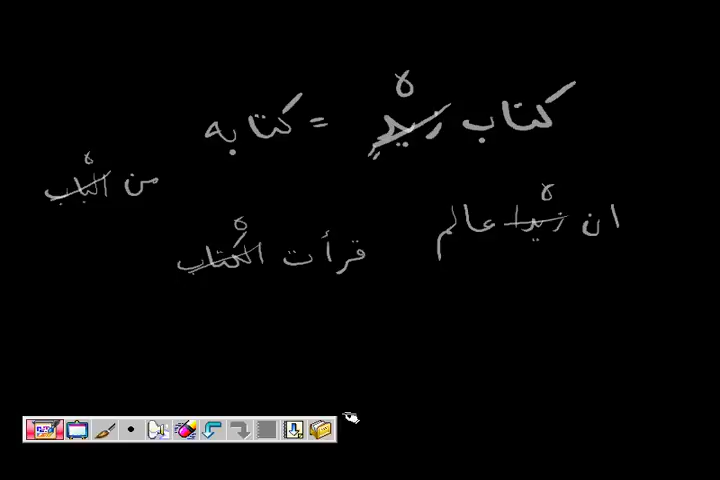 ه
كتاب زيدٍ = كتابه
ه
من الباب
ه
ان زيدا عالم
ه
قرأت الكتاب